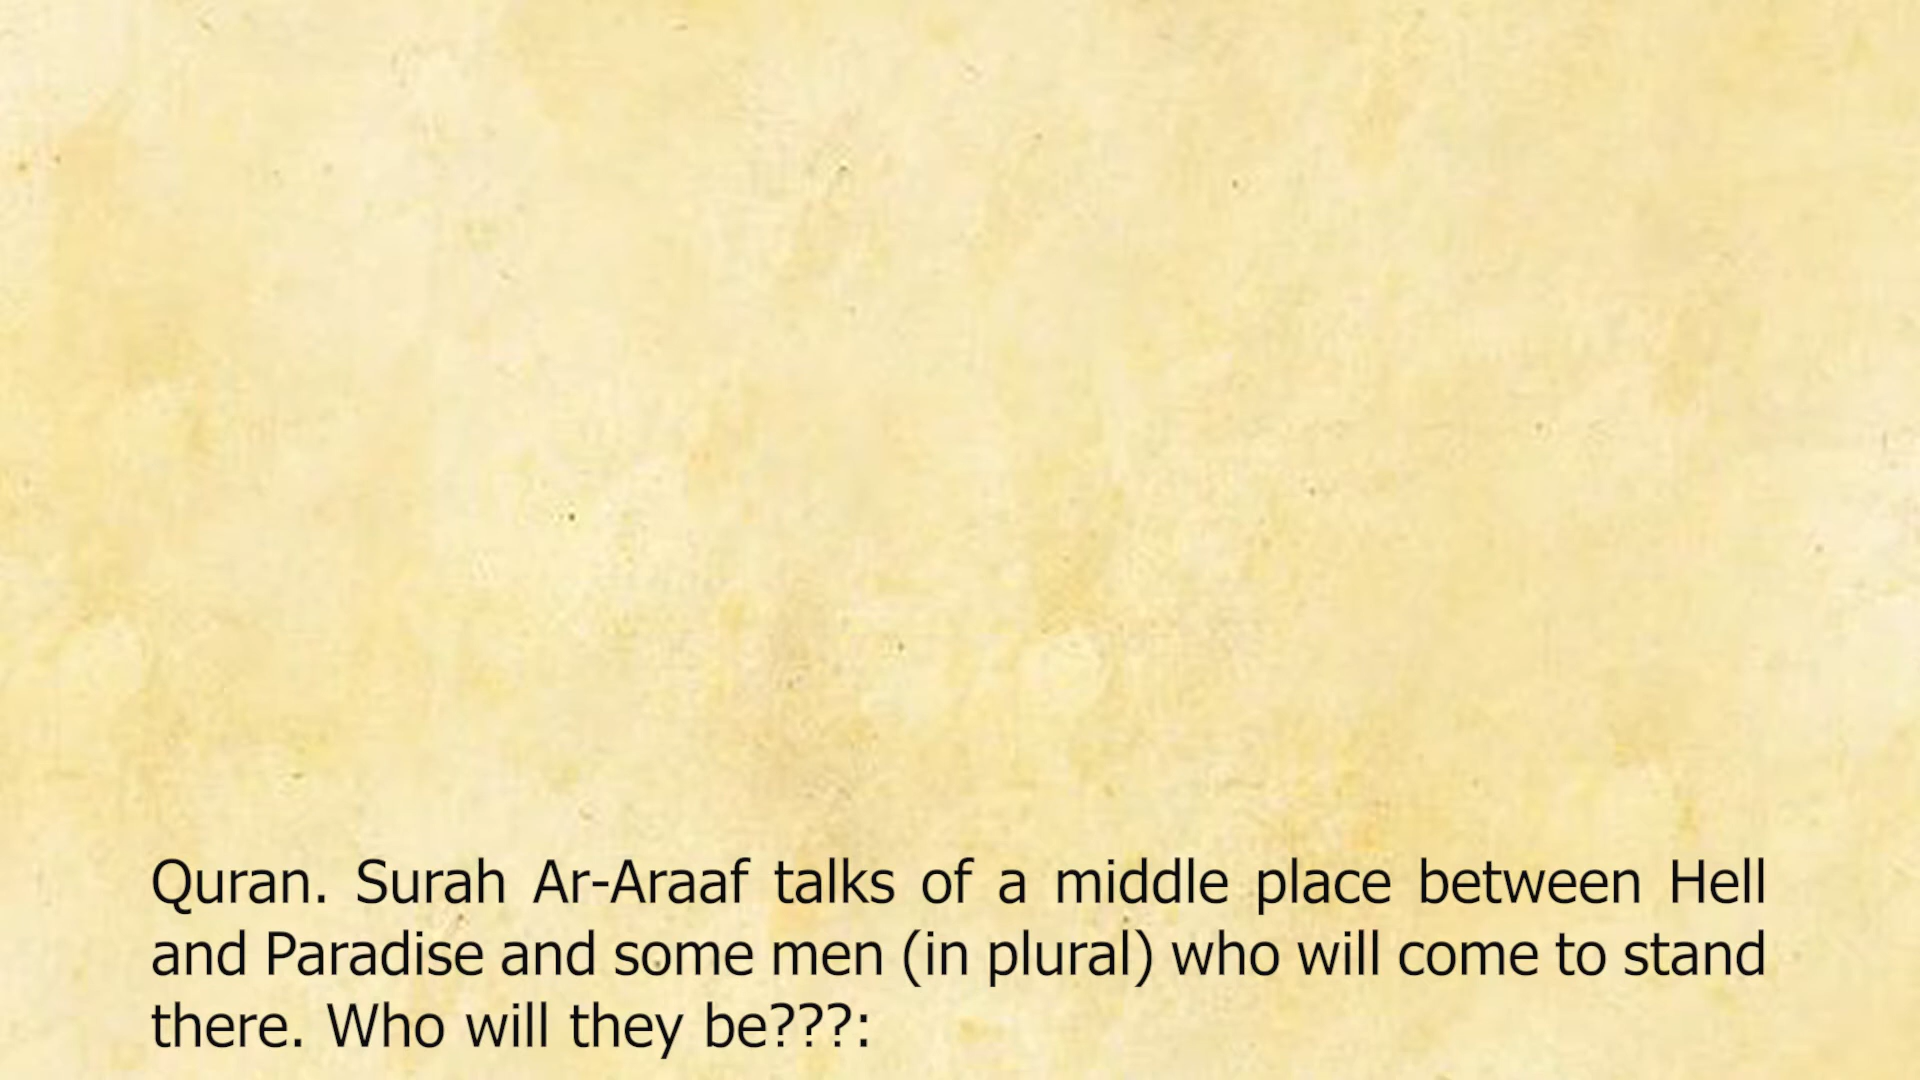 Quran. Surah Ar-Araaf talks of a middle place between Hell
and Paradise and some men (in plural) who will come to stand
there. Who will they be???: